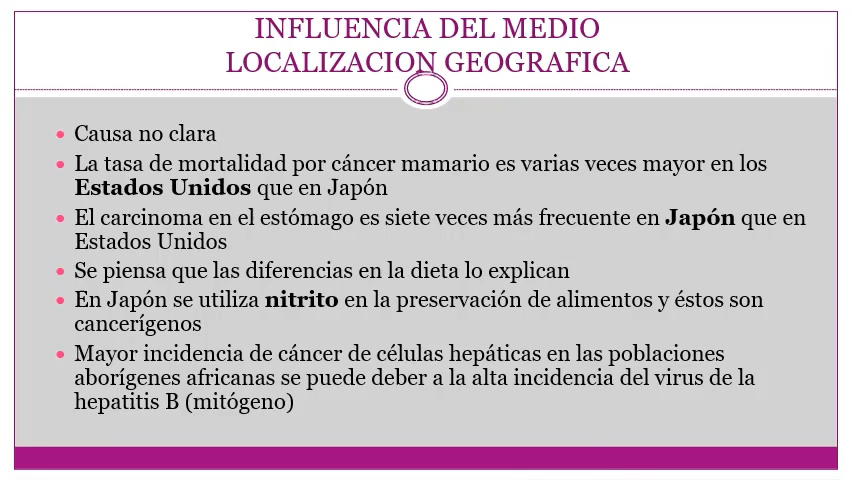 INFLUENCIA DEL MEDIO
LOCALIZACION GEOGRAFICA
• Causa no clara
• La tasa de mortalidad por cáncer mamario es varias veces mayor en los
Estados Unidos que en Japón
• El carcinoma en el estómago es siete veces más frecuente en Japón que en
Estados Unidos
• Se piensa que las diferencias en la dieta lo explican
• En Japón se utiliza nitrito en la preservación de alimentos y éstos son
cancerígenos
• Mayor incidencia de cáncer de células hepáticas en las poblaciones
aborígenes africanas se puede deber a la alta incidencia del virus de la
hepatitis B (mitógeno)